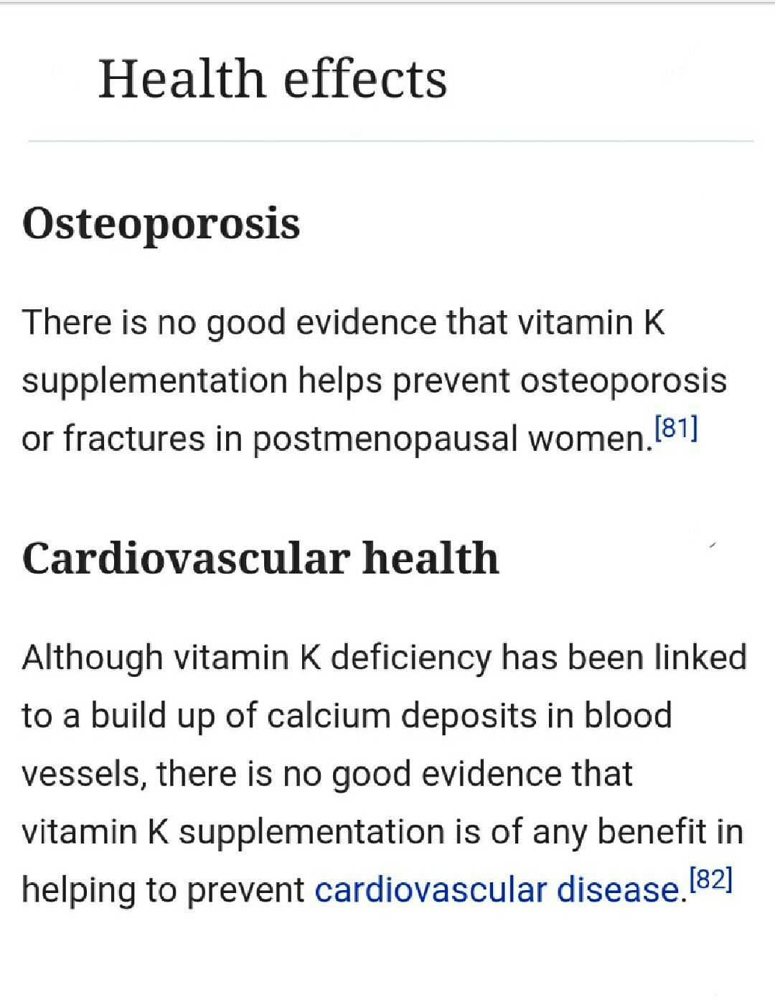 Health effects
Osteoporosis
There is no good evidence that vitamin K
supplementation helps prevent osteoporosis
or fractures in postmenopausal women.[81]
Cardiovascular health
Although vitamin K deficiency has been linked
to a build up of calcium deposits in blood
vessels, there is no good evidence that
vitamin K supplementation is of any benefit in
helping to prevent cardiovascular disease.[82]